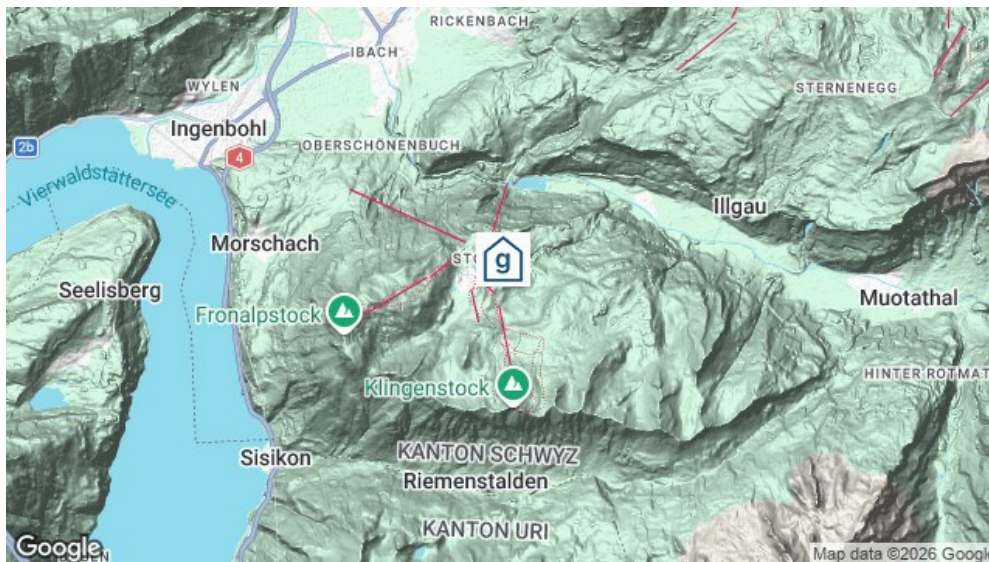 RICKENBACH
IBACH
WYLEN
STERNENEGG
Ingenbohl
2b
4
OBERSCHÖNENBUCH
Vierwaldstättersee
Illgau
Morschach
g
Seelisberg
Muotathal
Fronalpstock
HINTER ROTMAT
Klingenstock
KANTON SCHWYZ
Sisikon
Riemenstalden
KANTON URI
Google
Map data ©2026 Google